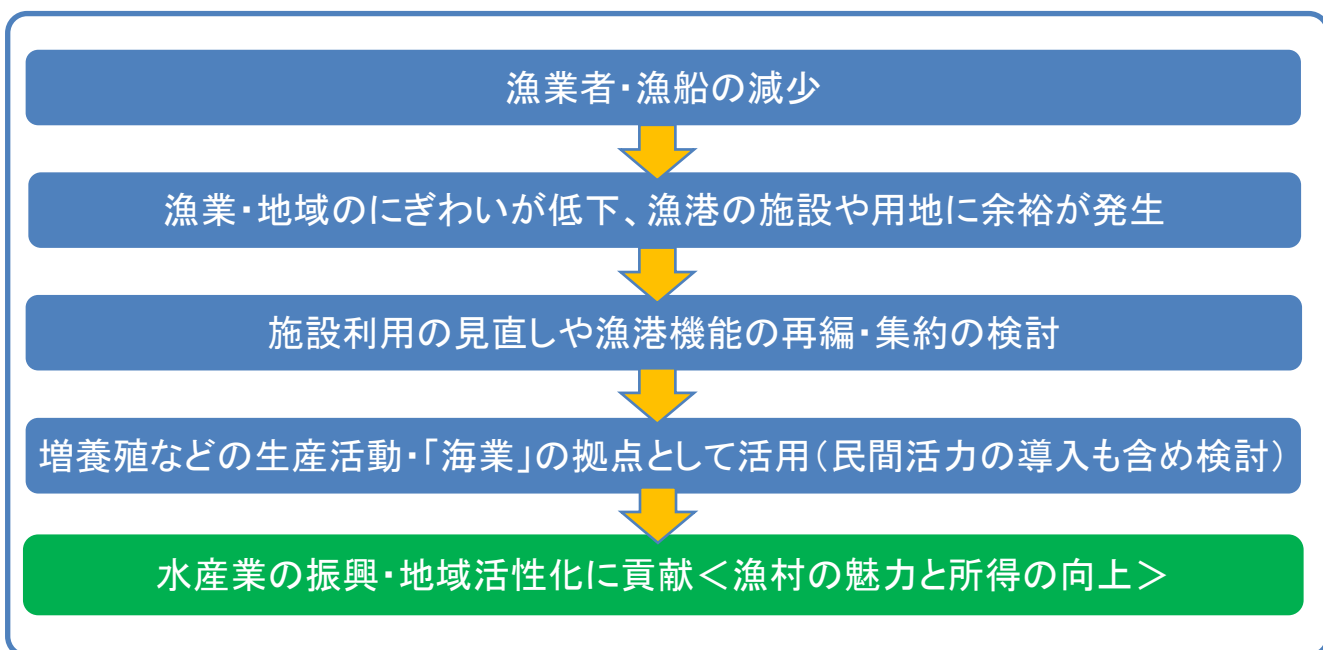 漁業者・漁船の減少
漁業・地域のにぎわいが低下、漁港の施設や用地に余裕が発生
施設利用の見直しや漁港機能の再編・集約の検討
増養殖などの生産活動・「海業」の拠点として活用（民間活力の導入も含め検討）
水産業の振興・地域活性化に貢献＜漁村の魅力と所得の向上＞